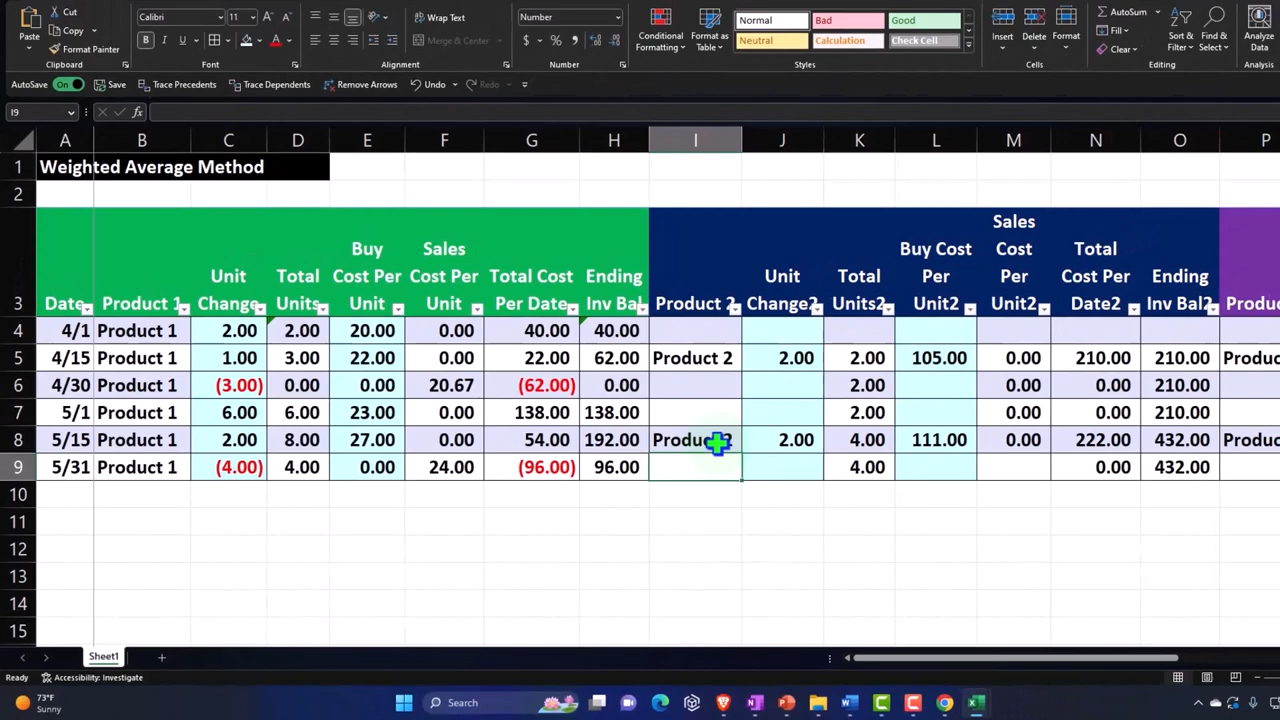 Cut
Calibri 11
Wrap Text
Number
Normal Bad Good
AutoSum
Copy
Paste
Fill
Format Painter
Merge & Center
Conditional Formatting
Format as Table
Neutral Calculation Check Cell
Insert Delete Format
Clear
Sort & Filter
Find & Select
Analyze Data
Clipboard Font Alignment Number Styles Cells Editing Analysis
AutoSave On Save Trace Precedents Trace Dependents Remove Arrows Undo Redo
I9 fx
A B C D E F G H I J K L M N O P
1 Weighted Average Method
2
3 Date Product 1 Unit Change Total Units Buy Cost Per Unit Sales Cost Per Unit Total Cost Per Date Ending Inv Bal Product 2 Unit Change2 Total Units2 Buy Cost Per Unit2 Sales Cost Per Unit2 Total Cost Per Date2 Ending Inv Bal2 Produc
4 4/1 Product 1 2.00 2.00 20.00 0.00 40.00 40.00
5 4/15 Product 1 1.00 3.00 22.00 0.00 22.00 62.00 Product 2 2.00 2.00 105.00 0.00 210.00 210.00 Produc
6 4/30 Product 1 (3.00) 0.00 0.00 20.67 (62.00) 0.00 2.00 0.00 0.00 210.00
7 5/1 Product 1 6.00 6.00 23.00 0.00 138.00 138.00 2.00 0.00 0.00 210.00
8 5/15 Product 1 2.00 8.00 27.00 0.00 54.00 192.00 Product 2 2.00 4.00 111.00 0.00 222.00 432.00 Produc
9 5/31 Product 1 (4.00) 4.00 0.00 24.00 (96.00) 96.00 4.00 0.00 432.00
10
11
12
13
14
15
Sheet1
Ready Accessibility: Investigate
73°F
Sunny
Search